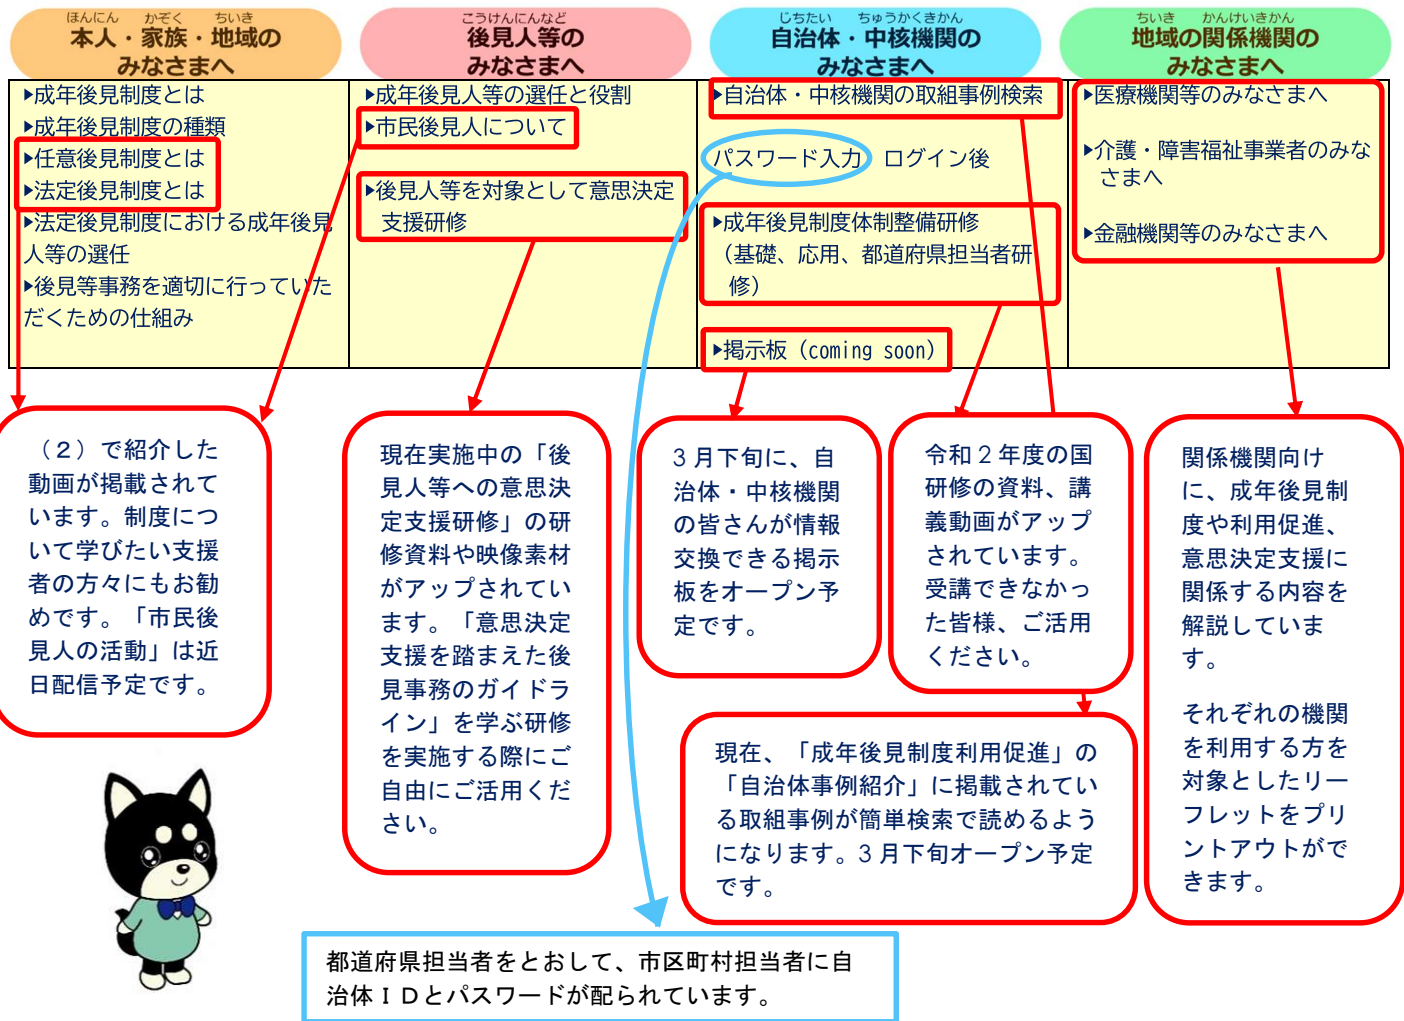 ほんにん　かぞく　ちいき
本人・家族・地域の
みなさまへ
こうけんにんなど
後見人等の
みなさまへ
じちたい　ちゅうかくきかん
自治体・中核機関の
みなさまへ
ちいき　かんけいきかん
地域の関係機関の
みなさまへ
▶成年後見制度とは
▶成年後見制度の種類
▶任意後見制度とは
▶法定後見制度とは
▶法定後見制度における成年後見
人等の選任
▶後見等事務を適切に行っていた
だくための仕組み
▶成年後見人等の選任と役割
▶市民後見人について
▶後見人等を対象として意思決定
支援研修
▶自治体・中核機関の取組事例検索
パスワード入力　ログイン後
▶成年後見制度体制整備研修
（基礎、応用、都道府県担当者研
修）
▶掲示板（coming soon）
▶医療機関等のみなさまへ
▶介護・障害福祉事業者のみな
さまへ
▶金融機関等のみなさまへ
（２）で紹介した
動画が掲載されて
います。制度につ
いて学びたい支援
者の方々にもお勧
めです。「市民後
見人の活動」は近
日配信予定です。
現在実施中の「後
見人等への意思決
定支援研修」の研
修資料や映像素材
がアップされてい
ます。「意思決定
支援を踏まえた後
見事務のガイドラ
イン」を学ぶ研修
を実施する際にご
自由にご活用くだ
さい。
３月下旬に、自
治体・中核機関
の皆さんが情報
交換できる掲示
板をオープン予
定です。
令和２年度の国
研修の資料、講
義動画がアップ
されています。
受講できなかっ
た皆様、ご活用
ください。
関係機関向け
に、成年後見制
度や利用促進、
意思決定支援に
関係する内容を
解説していま
す。
それぞれの機関
を利用する方を
対象としたリー
フレットをプリ
ントアウトがで
きます。
現在、「成年後見制度利用促進」の
「自治体事例紹介」に掲載されてい
る取組事例が簡単検索で読めるよう
になります。３月下旬オープン予定
です。
都道府県担当者をとおして、市区町村担当者に自
治体ＩＤとパスワードが配られています。